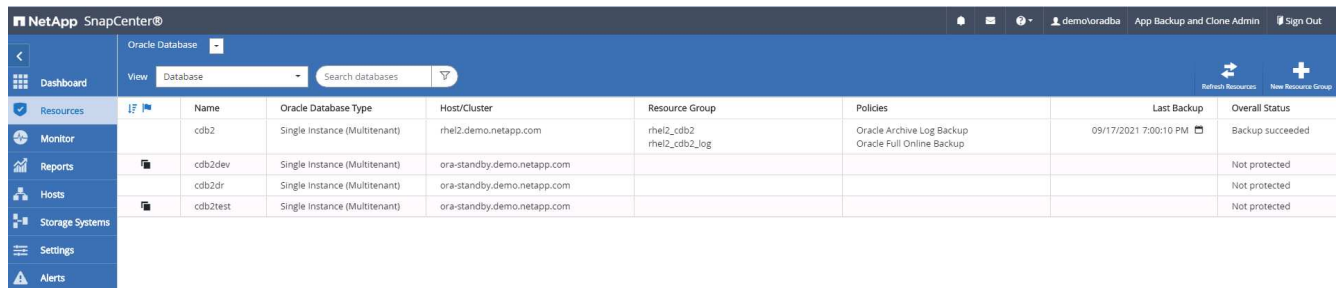 NetApp SnapCenter®
demo\oradba App Backup and Clone Admin Sign Out
Oracle Database
View Database Search databases
Refresh Resources New Resource Group
Dashboard
Resources
Monitor
Reports
Hosts
Storage Systems
Settings
Alerts
Name Oracle Database Type Host/Cluster Resource Group Policies Last Backup Overall Status
cdb2 Single Instance (Multitenant) rhel2.demo.netapp.com rhel2_cdb2 Oracle Archive Log Backup 09/17/2021 7:00:10 PM Backup succeeded
rhel2_cdb2_log Oracle Full Online Backup
cdb2dev Single Instance (Multitenant) ora-standby.demo.netapp.com Not protected
cdb2dr Single Instance (Multitenant) ora-standby.demo.netapp.com Not protected
cdb2test Single Instance (Multitenant) ora-standby.demo.netapp.com Not protected